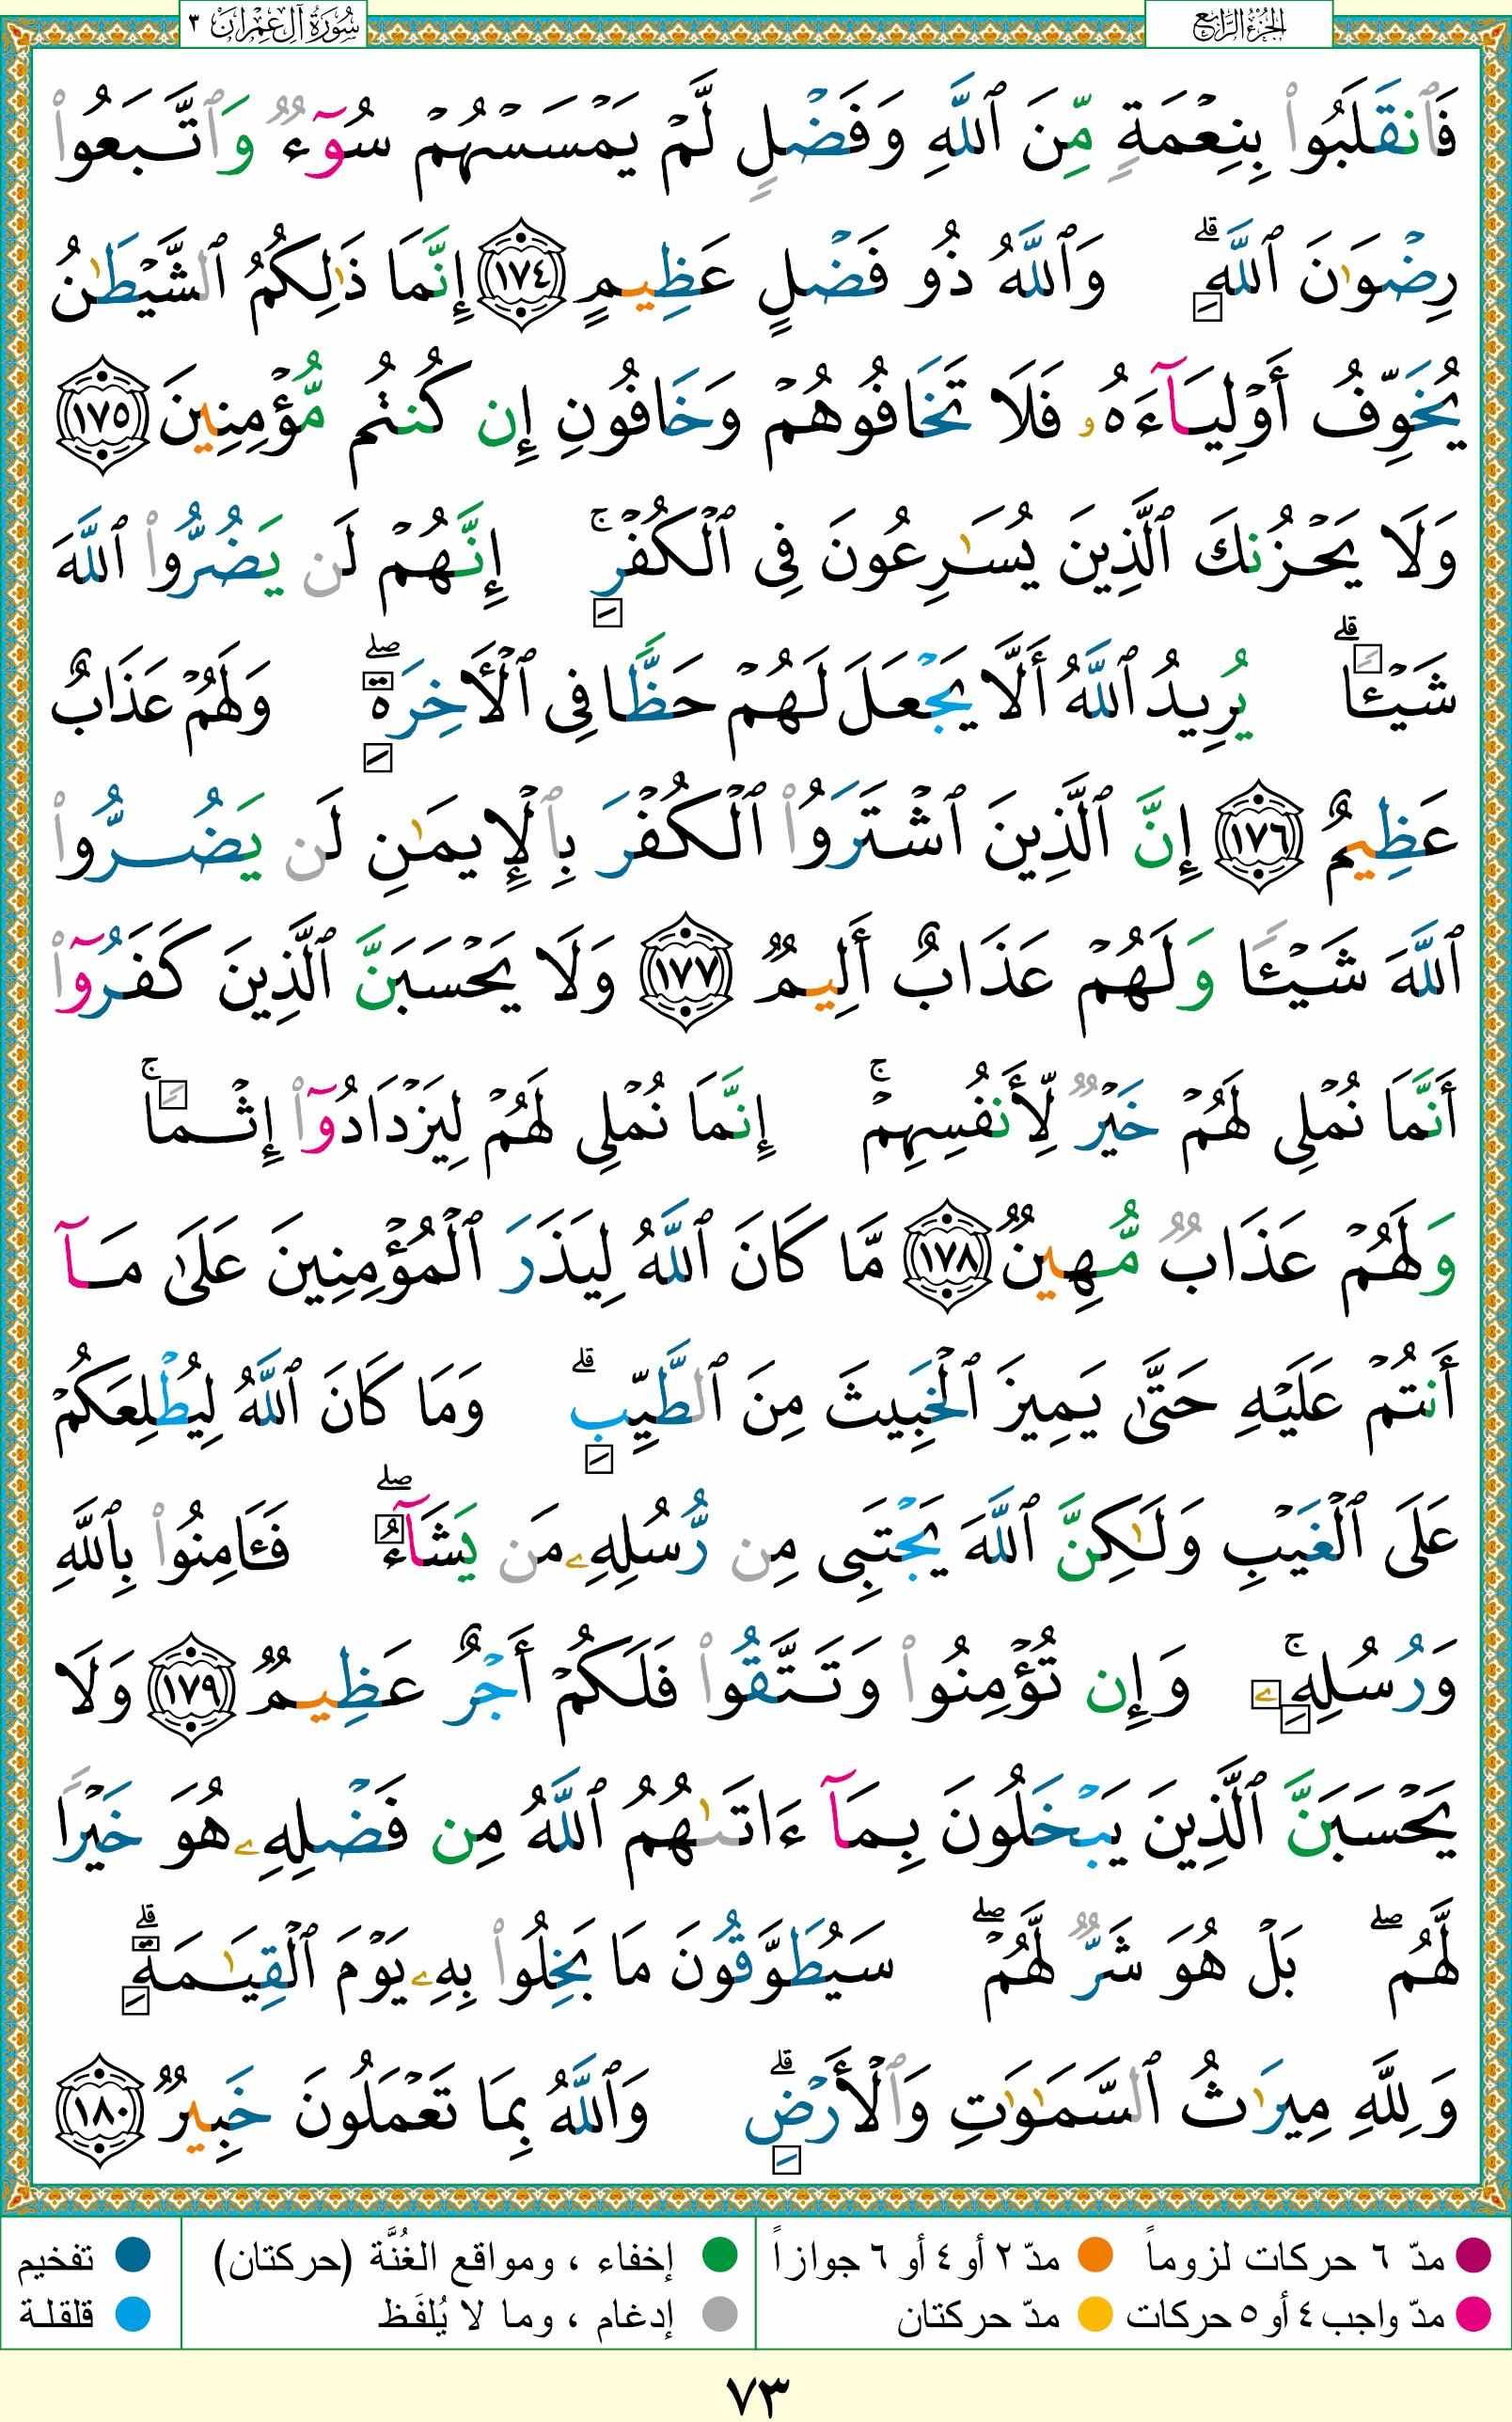 الجزء الرابع
سورة آل عمران ٣
فَٱنقَلَبُوا۟ بِنِعْمَةٍ مِّنَ ٱللَّهِ وَفَضْلٍ لَّمْ يَمْسَسْهُمْ سُوٓءٌ وَٱتَّبَعُوا۟
رِضْوَٰنَ ٱللَّهِ ۗ وَٱللَّهُ ذُو فَضْلٍ عَظِيمٍ ١٧٤ إِنَّمَا ذَٰلِكُمُ ٱلشَّيْطَٰنُ
يُخَوِّفُ أَوْلِيَآءَهُۥ فَلَا تَخَافُوهُمْ وَخَافُونِ إِن كُنتُم مُّؤْمِنِينَ ١٧٥
وَلَا يَحْزُنكَ ٱلَّذِينَ يُسَٰرِعُونَ فِى ٱلْكُفْرِ ۚ إِنَّهُمْ لَن يَضُرُّوا۟ ٱللَّهَ
شَيْـًٔا ۗ يُرِيدُ ٱللَّهُ أَلَّا يَجْعَلَ لَهُمْ حَظًّا فِى ٱلْأَخِرَةِ ۖ وَلَهُمْ عَذَابٌ
عَظِيمٌ ١٧٦ إِنَّ ٱلَّذِينَ ٱشْتَرَوُا۟ ٱلْكُفْرَ بِٱلْإِيمَٰنِ لَن يَضُرُّوا۟
ٱللَّهَ شَيْـًٔا وَلَهُمْ عَذَابٌ أَلِيمٌ ١٧٧ وَلَا يَحْسَبَنَّ ٱلَّذِينَ كَفَرُوٓا۟
أَنَّمَا نُمْلِى لَهُمْ خَيْرٌ لِّأَنفُسِهِمْ ۚ إِنَّمَا نُمْلِى لَهُمْ لِيَزْدَادُوٓا۟ إِثْمًا ۚ
وَلَهُمْ عَذَابٌ مُّهِينٌ ١٧٨ مَّا كَانَ ٱللَّهُ لِيَذَرَ ٱلْمُؤْمِنِينَ عَلَىٰ مَآ
أَنتُمْ عَلَيْهِ حَتَّىٰ يَمِيزَ ٱلْخَبِيثَ مِنَ ٱلطَّيِّبِ ۗ وَمَا كَانَ ٱللَّهُ لِيُطْلِعَكُمْ
عَلَى ٱلْغَيْبِ وَلَٰكِنَّ ٱللَّهَ يَجْتَبِى مِن رُّسُلِهِۦ مَن يَشَآءُ ۖ فَـَٔامِنُوا۟ بِٱللَّهِ
وَرُسُلِهِۦ ۚ وَإِن تُؤْمِنُوا۟ وَتَتَّقُوا۟ فَلَكُمْ أَجْرٌ عَظِيمٌ ١٧٩ وَلَا
يَحْسَبَنَّ ٱلَّذِينَ يَبْخَلُونَ بِمَآ ءَاتَىٰهُمُ ٱللَّهُ مِن فَضْلِهِۦ هُوَ خَيْرًا
لَّهُم ۖ بَلْ هُوَ شَرٌّ لَّهُمْ ۖ سَيُطَوَّقُونَ مَا بَخِلُوا۟ بِهِۦ يَوْمَ ٱلْقِيَٰمَةِ ۗ
وَلِلَّهِ مِيرَٰثُ ٱلسَّمَٰوَٰتِ وَٱلْأَرْضِ ۗ وَٱللَّهُ بِمَا تَعْمَلُونَ خَبِيرٌ ١٨٠
مدّ ٦ حركات لزوماً مدّ ٢ أو ٤ أو ٦ جوازاً إخفاء ، ومواقع الغُنَّة (حركتان) تفخيم
مدّ واجب ٤ أو ٥ حركات مدّ حركتان إدغام ، وما لا يُلفَظ قلقلة
٧٣